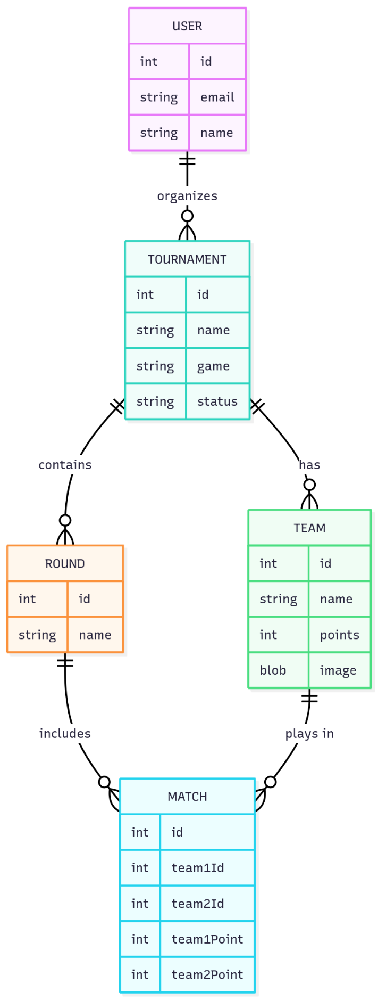 USER
int id
string email
string name
organizes
TOURNAMENT
int id
string name
string game
string status
contains
has
ROUND
int id
string name
TEAM
int id
string name
int points
blob image
includes
plays in
MATCH
int id
int team1Id
int team2Id
int team1Point
int team2Point